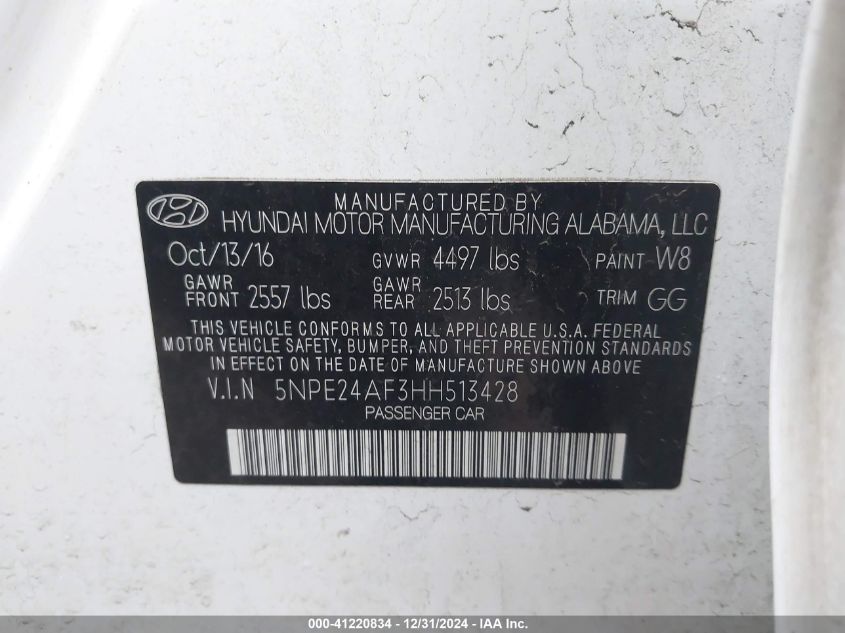 MANUFACTURED BY
HYUNDAI MOTOR MANUFACTURING ALABAMA, LLC
Oct/13/16 GVWR 4497 lbs PAINT W8
GAWR FRONT 2557 lbs GAWR REAR 2513 lbs TRIM GG
THIS VEHICLE CONFORMS TO ALL APPLICABLE U.S.A. FEDERAL
MOTOR VEHICLE SAFETY, BUMPER, AND THEFT PREVENTION STANDARDS
IN EFFECT ON THE DATE OF MANUFACTURE SHOWN ABOVE
V.I.N 5NPE24AF3HH513428
PASSENGER CAR
000-41220834 - 12/31/2024 - IAA Inc.